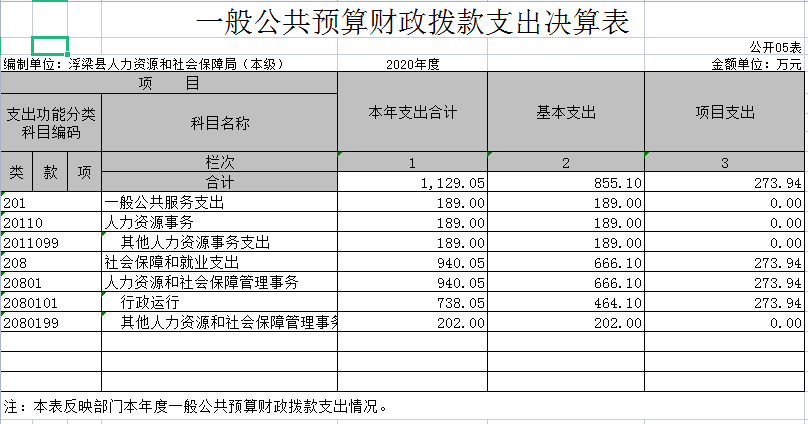 一般公共预算财政拨款支出决算表
公开05表
编制单位：浮梁县人力资源和社会保障局（本级） 2020年度 金额单位：万元
项 目 本年支出合计 基本支出 项目支出
支出功能分类科目编码 科目名称
类 款 项 栏次 1 2 3
合计 1,129.05 855.10 273.94
201 一般公共服务支出 189.00 189.00 0.00
20110 人力资源事务 189.00 189.00 0.00
2011099 其他人力资源事务支出 189.00 189.00 0.00
208 社会保障和就业支出 940.05 666.10 273.94
20801 人力资源和社会保障管理事务 940.05 666.10 273.94
2080101 行政运行 738.05 464.10 273.94
2080199 其他人力资源和社会保障管理事 202.00 202.00 0.00
注：本表反映部门本年度一般公共预算财政拨款支出情况。